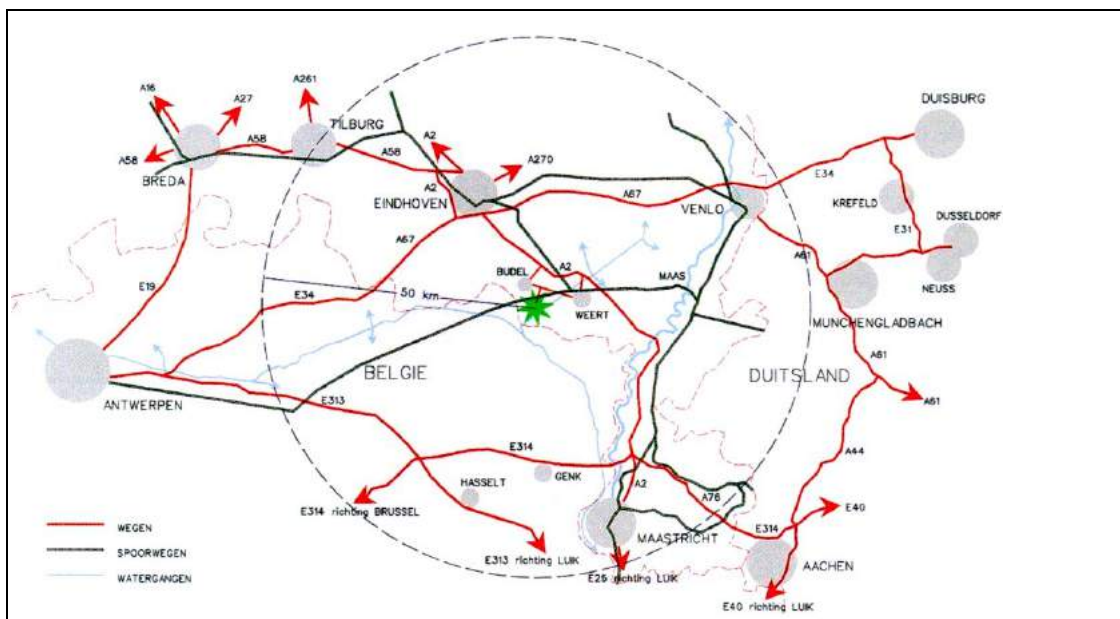 A16
A27
A261
TILBURG
A58
A58
A58
BREDA
A2
A270
A2
EINDHOVEN
A67
A67
VENLO
E34
DUISBURG
KREFELD
E31
DUSSELDORF
NEUSS
A61
MUNCHENGLADBACH
A61
A61
E19
E34
50 km
BUDEL
A2
WEERT
MAAS
ANTWERPEN
BELGIE
DUITSLAND
E313
E314
GENK
HASSELT
A2
A76
A44
E40
E314
E314 richting BRUSSEL
E313 richting LUIK
MAASTRICHT
E25 richting LUIK
AACHEN
E40 richting LUIK
WEGEN
SPOORWEGEN
WATERGANGEN